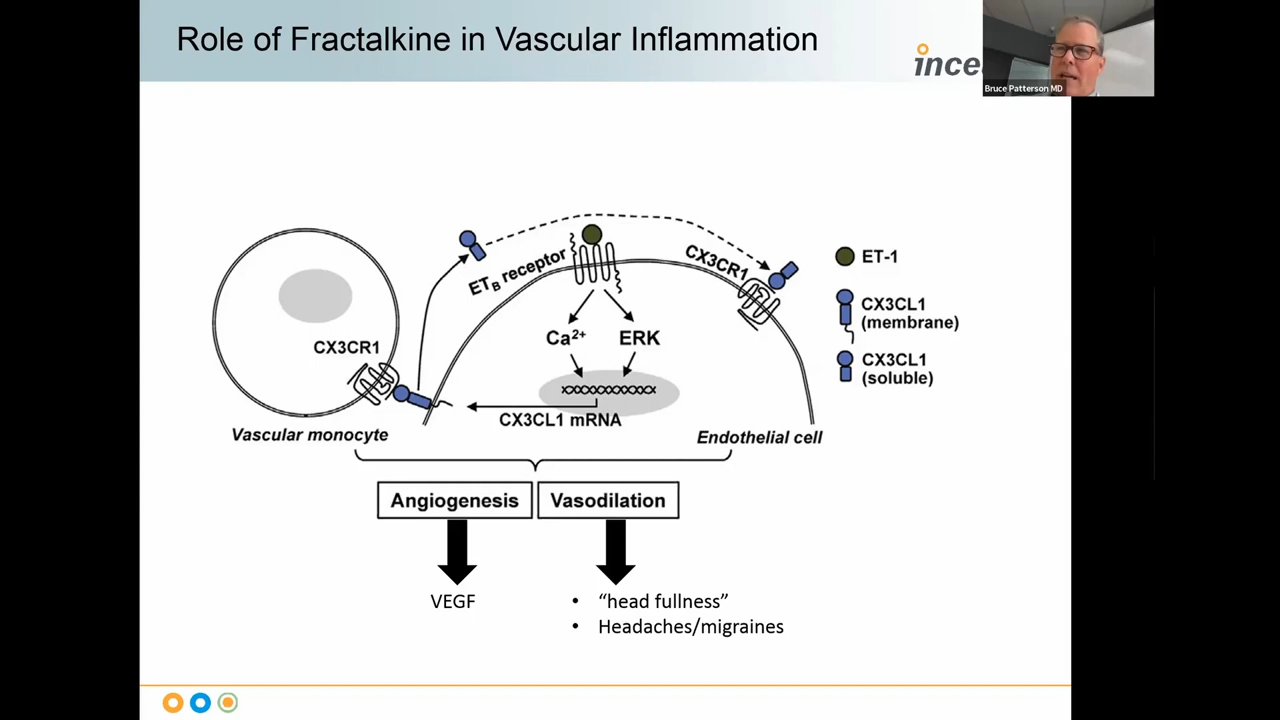 Role of Fractalkine in Vascular Inflammation
ince
Bruce Patterson MD
ET_B receptor
CX3CR1
ET-1
CX3CL1
(membrane)
CX3CL1
(soluble)
Ca²⁺
ERK
CX3CR1
CX3CL1 mRNA
Vascular monocyte
Endothelial cell
Angiogenesis
Vasodilation
VEGF
• “head fullness”
• Headaches/migraines